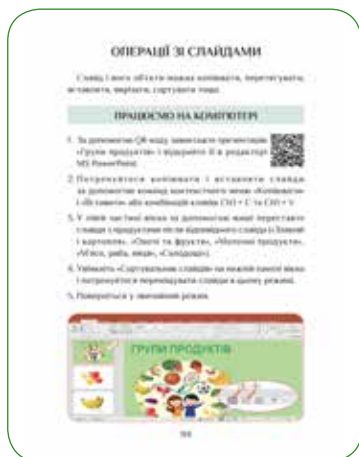 ОПЕРАЦІЇ ЗІ СЛАЙДАМИ
Слайд і його об'єкти можна копіювати, перетягувати,
вставляти, вирізати, сортувати тощо.
ПРАЦЮЄМО НА КОМП'ЮТЕРІ
1. За допомогою QR-коду завантажте презентацію
«Групи продуктів» і відкрийте її в редакторі
MS PowerPoint.
2. Потренуйтеся копіювати і вставляти слайди
за допомогою команд контекстного меню «Копіювати»
і «Вставити» або комбінацій клавіш Ctrl + C та Ctrl + V.
3. У лівій частині вікна за допомогою миші переставте
слайди з продуктами після відповідного слайда
і картопля», «Овочі та фрукти», «Молочні продукти»,
«М'ясо, риба, яйця», «Солодощі»).
4. Увімкніть «Сортувальник слайдів» на нижній панелі вікна
і потренуйтеся переміщувати слайди в цьому режимі.
5. Поверніться у звичайний режим.
ГРУПИ ПРОДУКТІВ